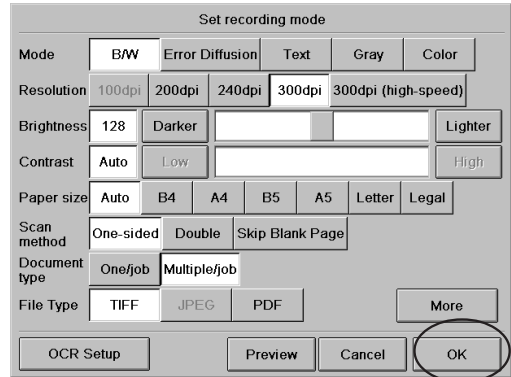 Set recording mode
Mode B/W Error Diffusion Text Gray Color
Resolution 100dpi 200dpi 240dpi 300dpi 300dpi (high-speed)
Brightness 128 Darker Lighter
Contrast Auto Low High
Paper size Auto B4 A4 B5 A5 Letter Legal
Scan method One-sided Double Skip Blank Page
Document type One/job Multiple/job
File Type TIFF JPEG PDF More
OCR Setup Preview Cancel OK